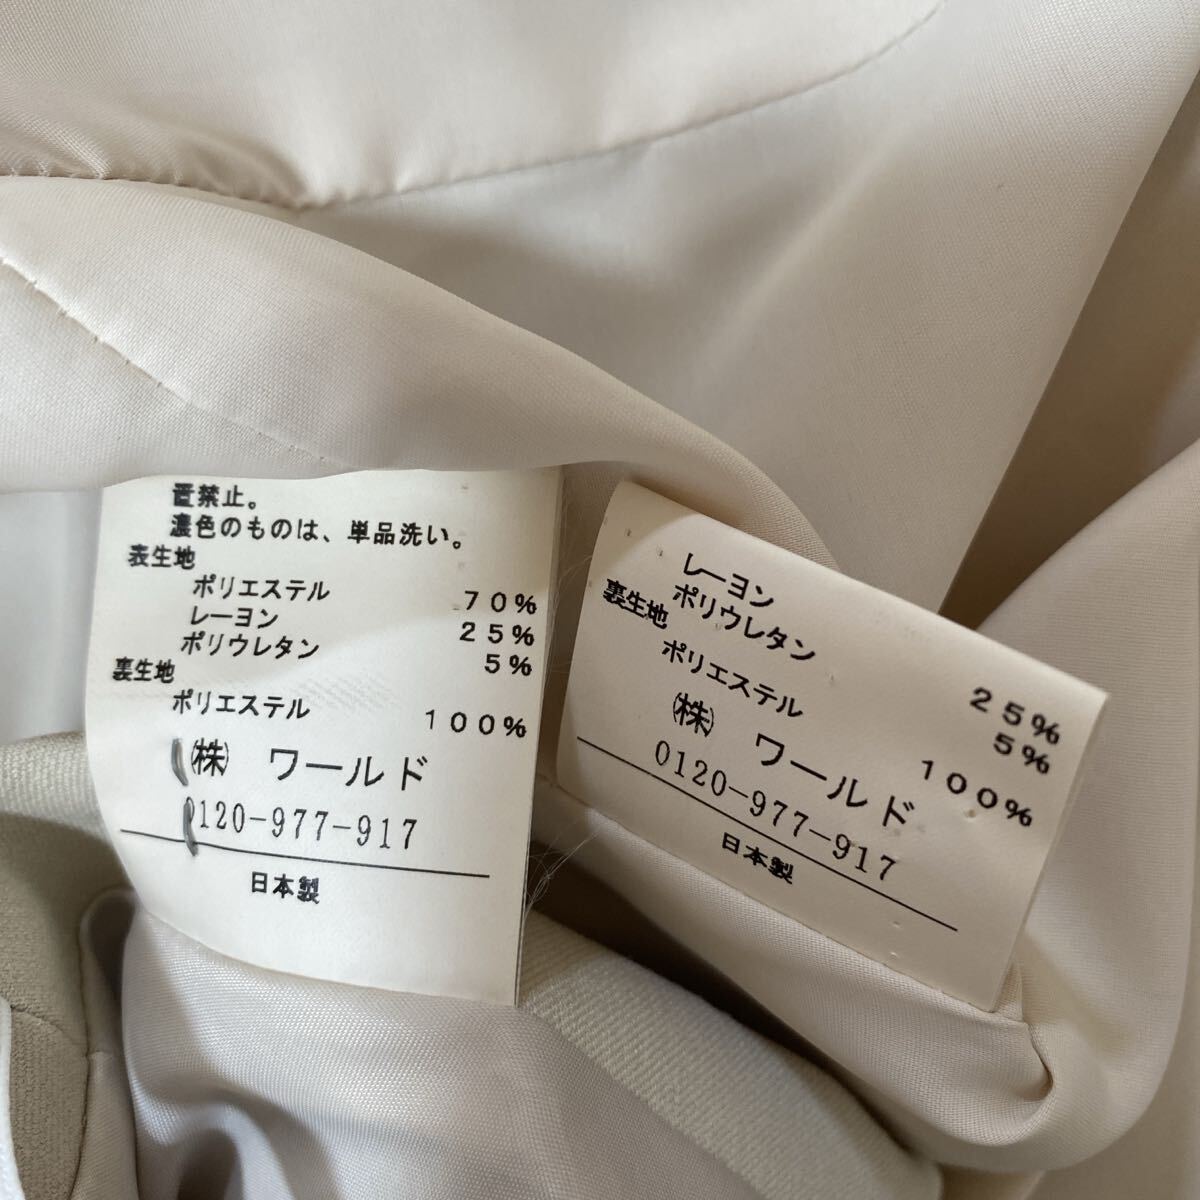 置禁止。
濃色のものは、単品洗い。
表生地
ポリエステル 70%
レーヨン 25%
ポリウレタン 5%
裏生地
ポリエステル 100%
㈱ ワールド
0120-977-917
日本製
レーヨン 25%
ポリウレタン 5%
裏生地
ポリエステル 100%
㈱ ワールド
0120-977-917
日本製